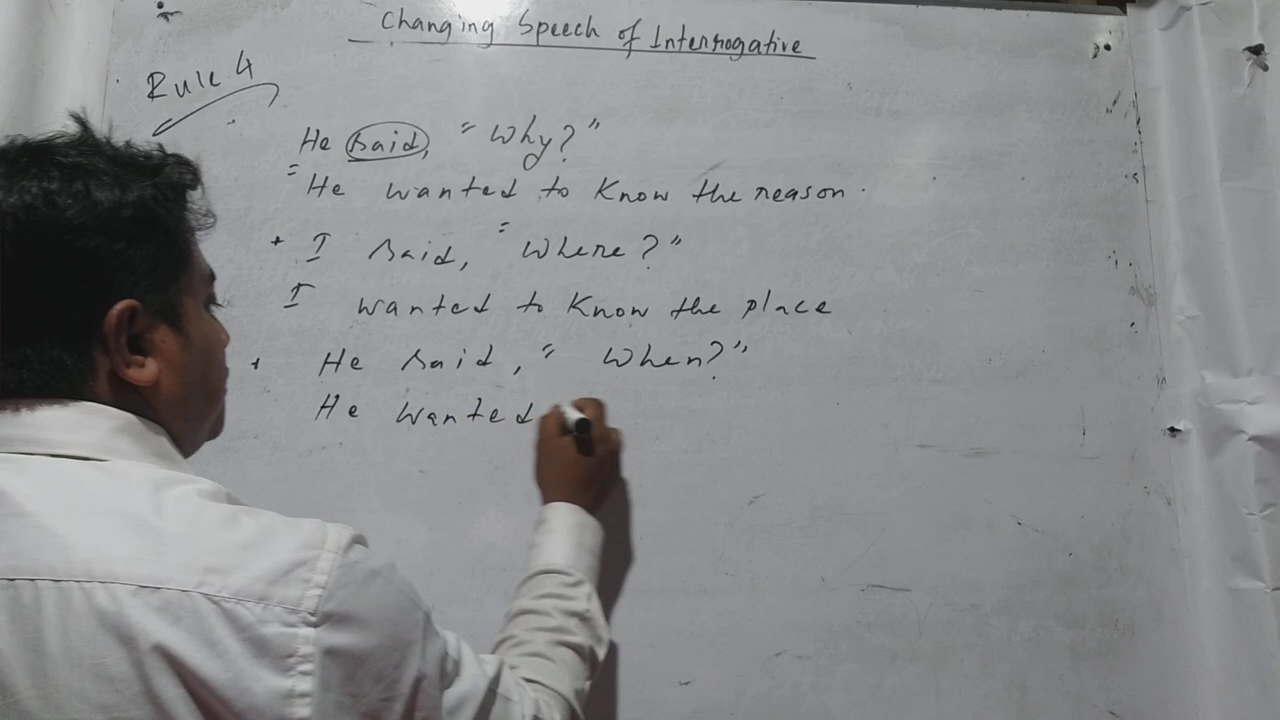 Changing Speech of Interrogative
Rule 4
He said, "Why?"
= He wanted to know the reason.
+ I said, "Where?"
I wanted to know the place
+ He said, "When?"
He wanted